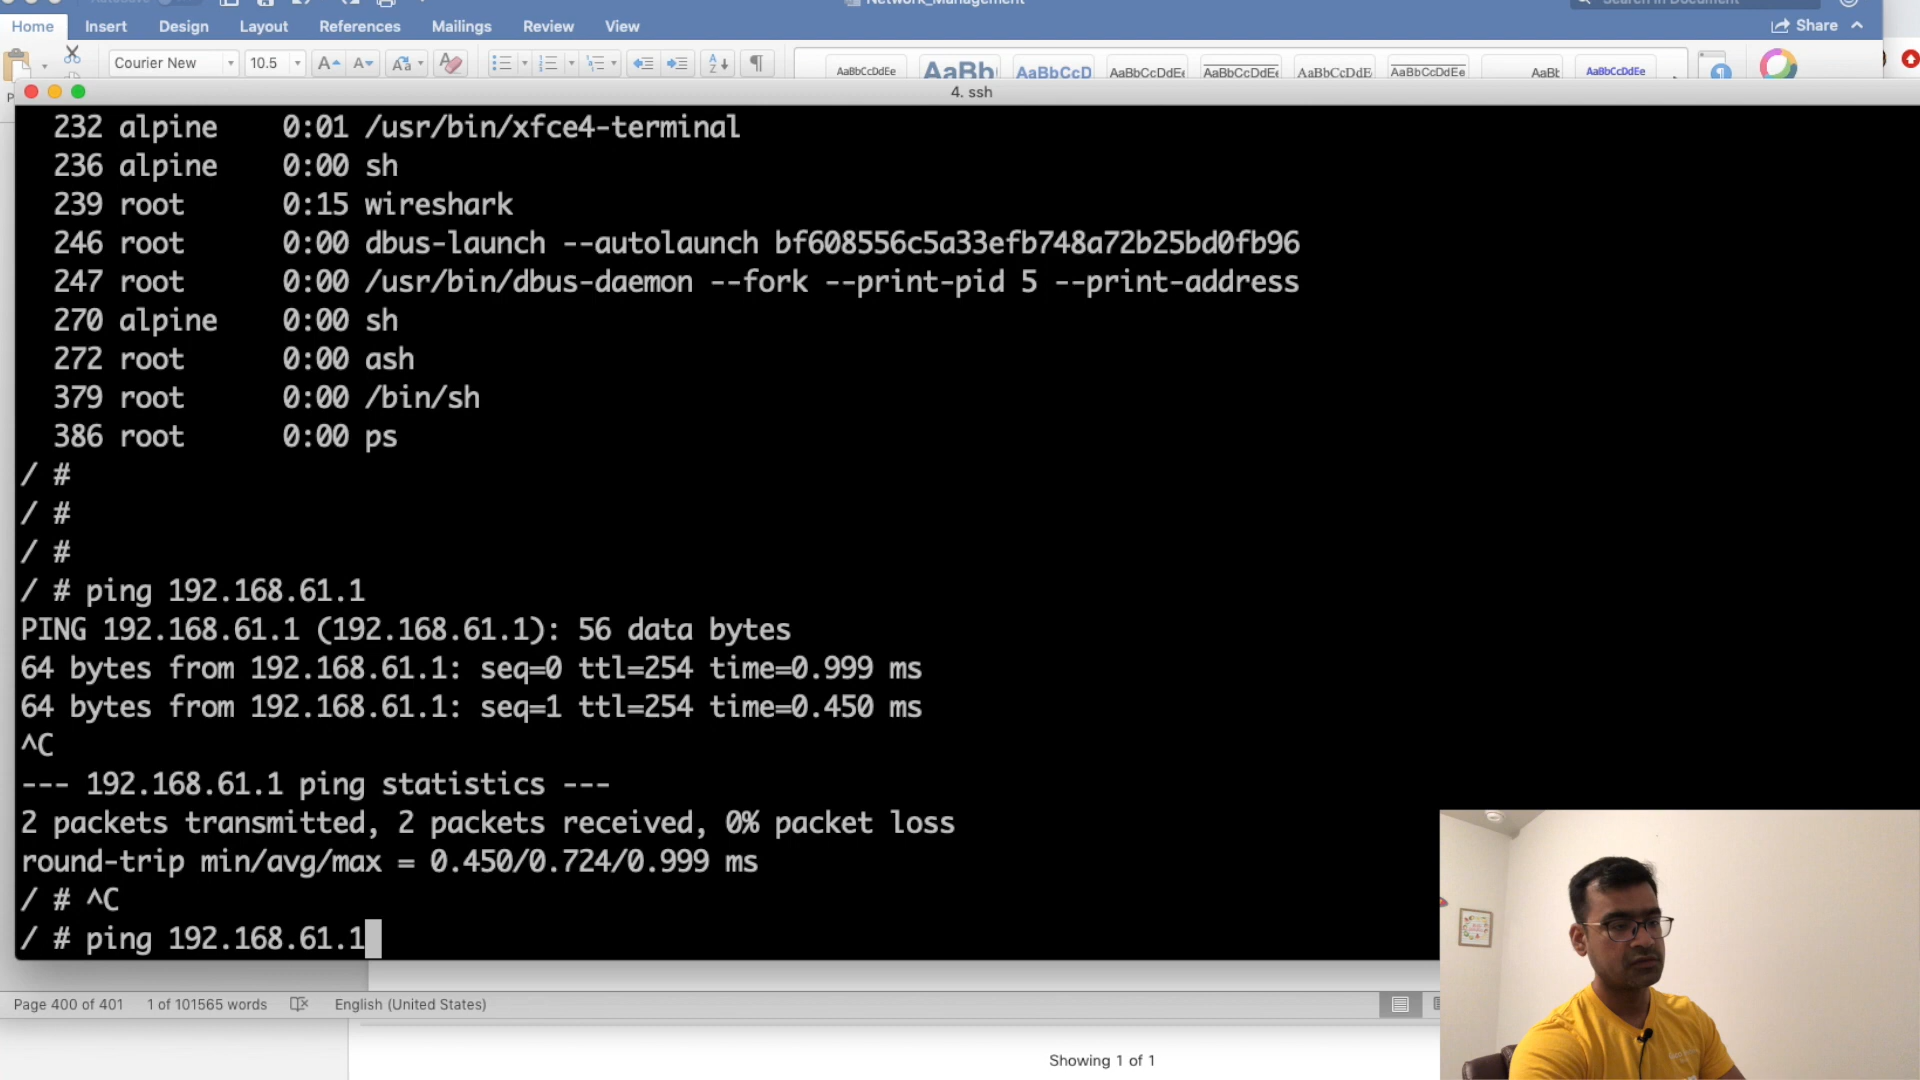 Network_Management
Search in Document
Home Insert Design Layout References Mailings Review View
Share
Courier New 10.5
AaBbCcDdEe AaBb AaBbCcD AaBbCcDdE AaBbCcDdE AaBbCcDdE AaBbCcDdEe AaBb AaBbCcDdEe
4. ssh
232 alpine 0:01 /usr/bin/xfce4-terminal
236 alpine 0:00 sh
239 root 0:15 wireshark
246 root 0:00 dbus-launch --autolaunch bf608556c5a33efb748a72b25bd0fb96
247 root 0:00 /usr/bin/dbus-daemon --fork --print-pid 5 --print-address
270 alpine 0:00 sh
272 root 0:00 ash
379 root 0:00 /bin/sh
386 root 0:00 ps
/ #
/ #
/ #
/ # ping 192.168.61.1
PING 192.168.61.1 (192.168.61.1): 56 data bytes
64 bytes from 192.168.61.1: seq=0 ttl=254 time=0.999 ms
64 bytes from 192.168.61.1: seq=1 ttl=254 time=0.450 ms
^C
--- 192.168.61.1 ping statistics ---
2 packets transmitted, 2 packets received, 0% packet loss
round-trip min/avg/max = 0.450/0.724/0.999 ms
/ # ^C
/ # ping 192.168.61.1
Page 400 of 401 1 of 101565 words English (United States)
Showing 1 of 1